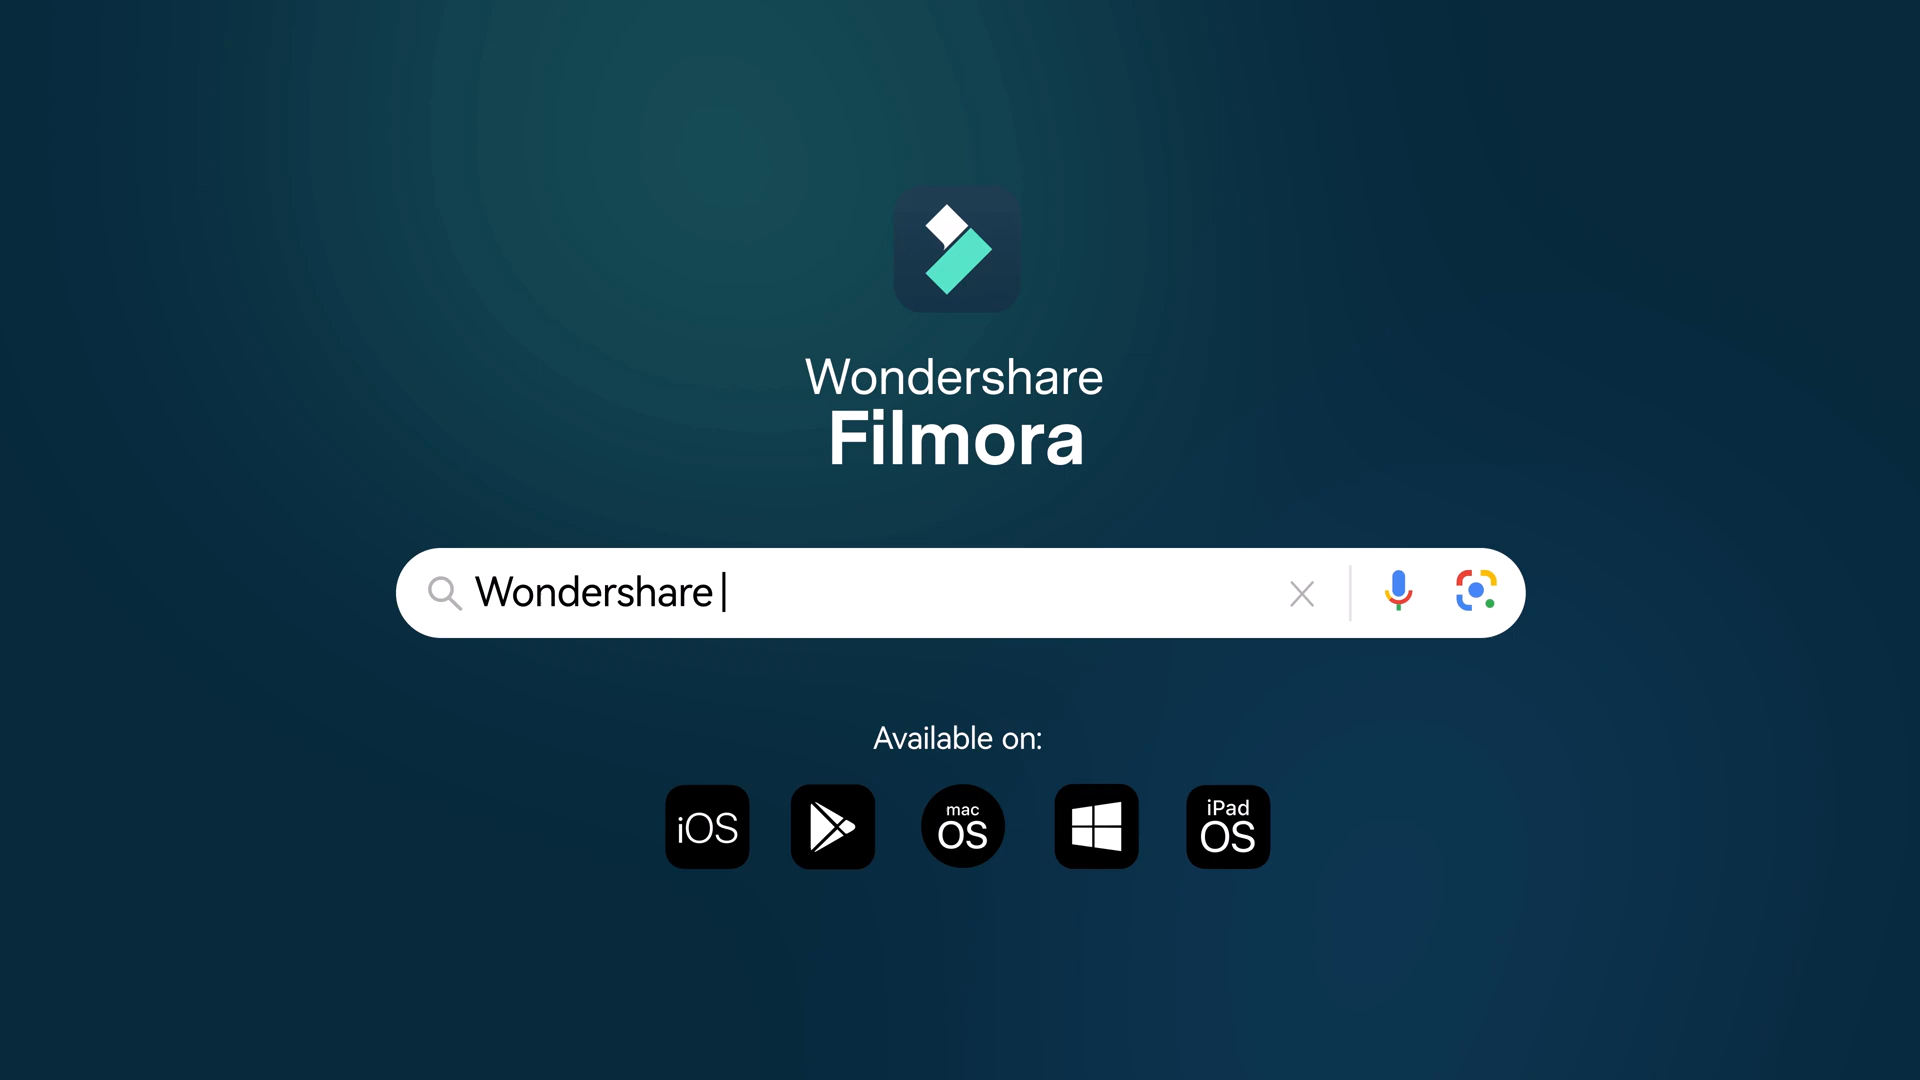 Wondershare
Filmora
Wondershare
Available on:
iOS
mac
OS
iPad
OS